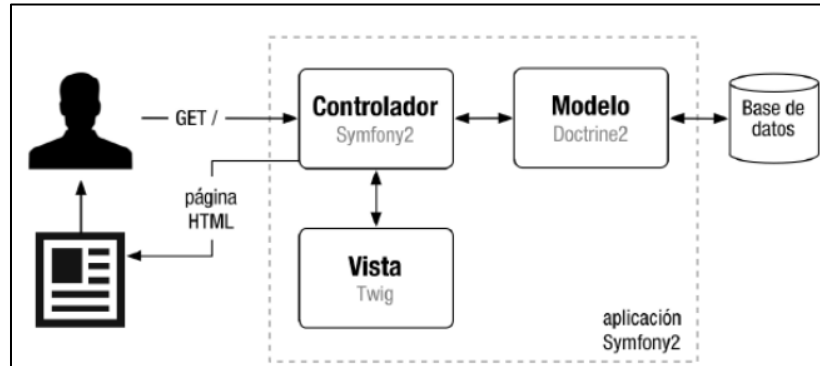 GET /
Controlador
Symfony2
Modelo
Doctrine2
Base de
datos
página
HTML
Vista
Twig
aplicación
Symfony2